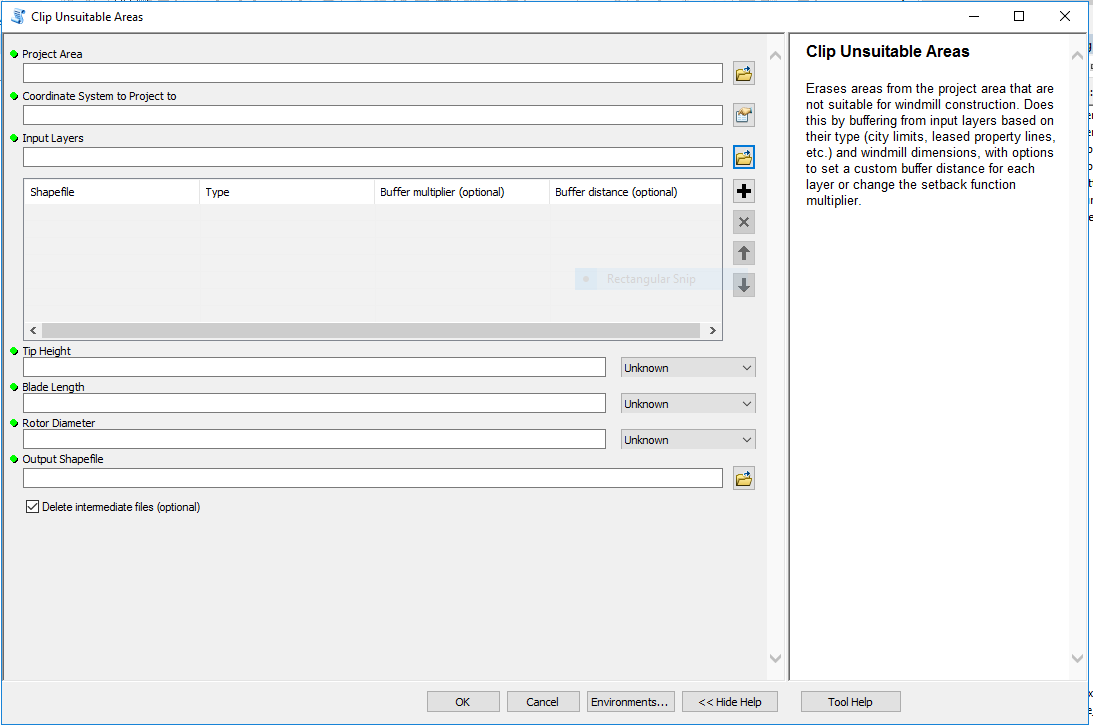 Clip Unsuitable Areas
Project Area
Coordinate System to Project to
Input Layers
Shapefile Type Buffer multiplier (optional) Buffer distance (optional)
Rectangular Snip
Tip Height
Unknown
Blade Length
Unknown
Rotor Diameter
Unknown
Output Shapefile
Delete intermediate files (optional)
OK Cancel Environments... << Hide Help Tool Help
Clip Unsuitable Areas
Erases areas from the project area that are
not suitable for windmill construction. Does
this by buffering from input layers based on
their type (city limits, leased property lines,
etc.) and windmill dimensions, with options
to set a custom buffer distance for each
layer or change the setback function
multiplier.